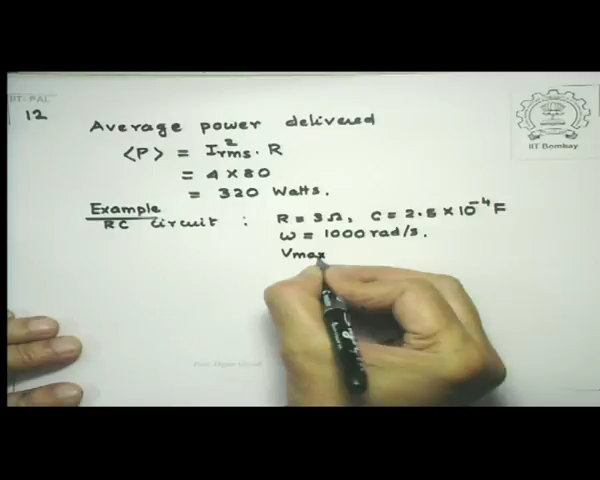 IIT-PAL
12
IIT Bombay
Average power delivered
<P> = I²rms · R
= 4 × 80
= 320 Watts.
Example : R = 3Ω, C = 2.5 × 10⁻⁴ F
RC circuit
ω = 1000 rad/s.
Vmax